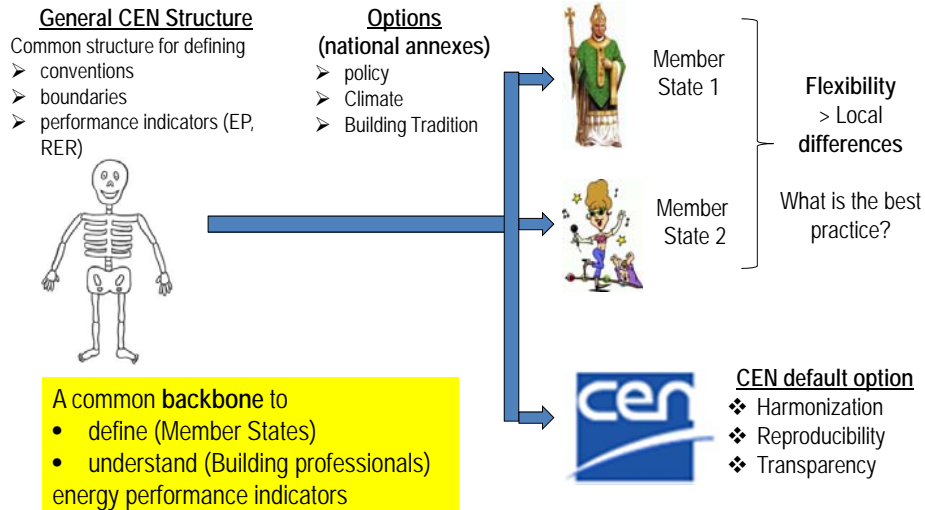 General CEN Structure
Common structure for defining
➢ conventions
➢ boundaries
➢ performance indicators (EP,
RER)
Options
(national annexes)
➢ policy
➢ Climate
➢ Building Tradition
Member
State 1
Member
State 2
Flexibility
> Local
differences
What is the best
practice?
A common backbone to
• define (Member States)
• understand (Building professionals)
energy performance indicators
cen
CEN default option
❖ Harmonization
❖ Reproducibility
❖ Transparency